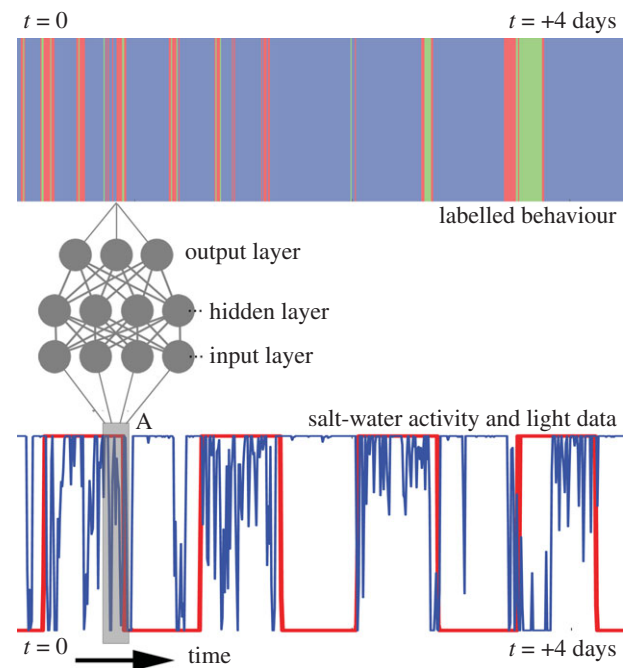 t = 0 t = +4 days
labelled behaviour
output layer
··· hidden layer
··· input layer
A
salt-water activity and light data
t = 0 t = +4 days
time